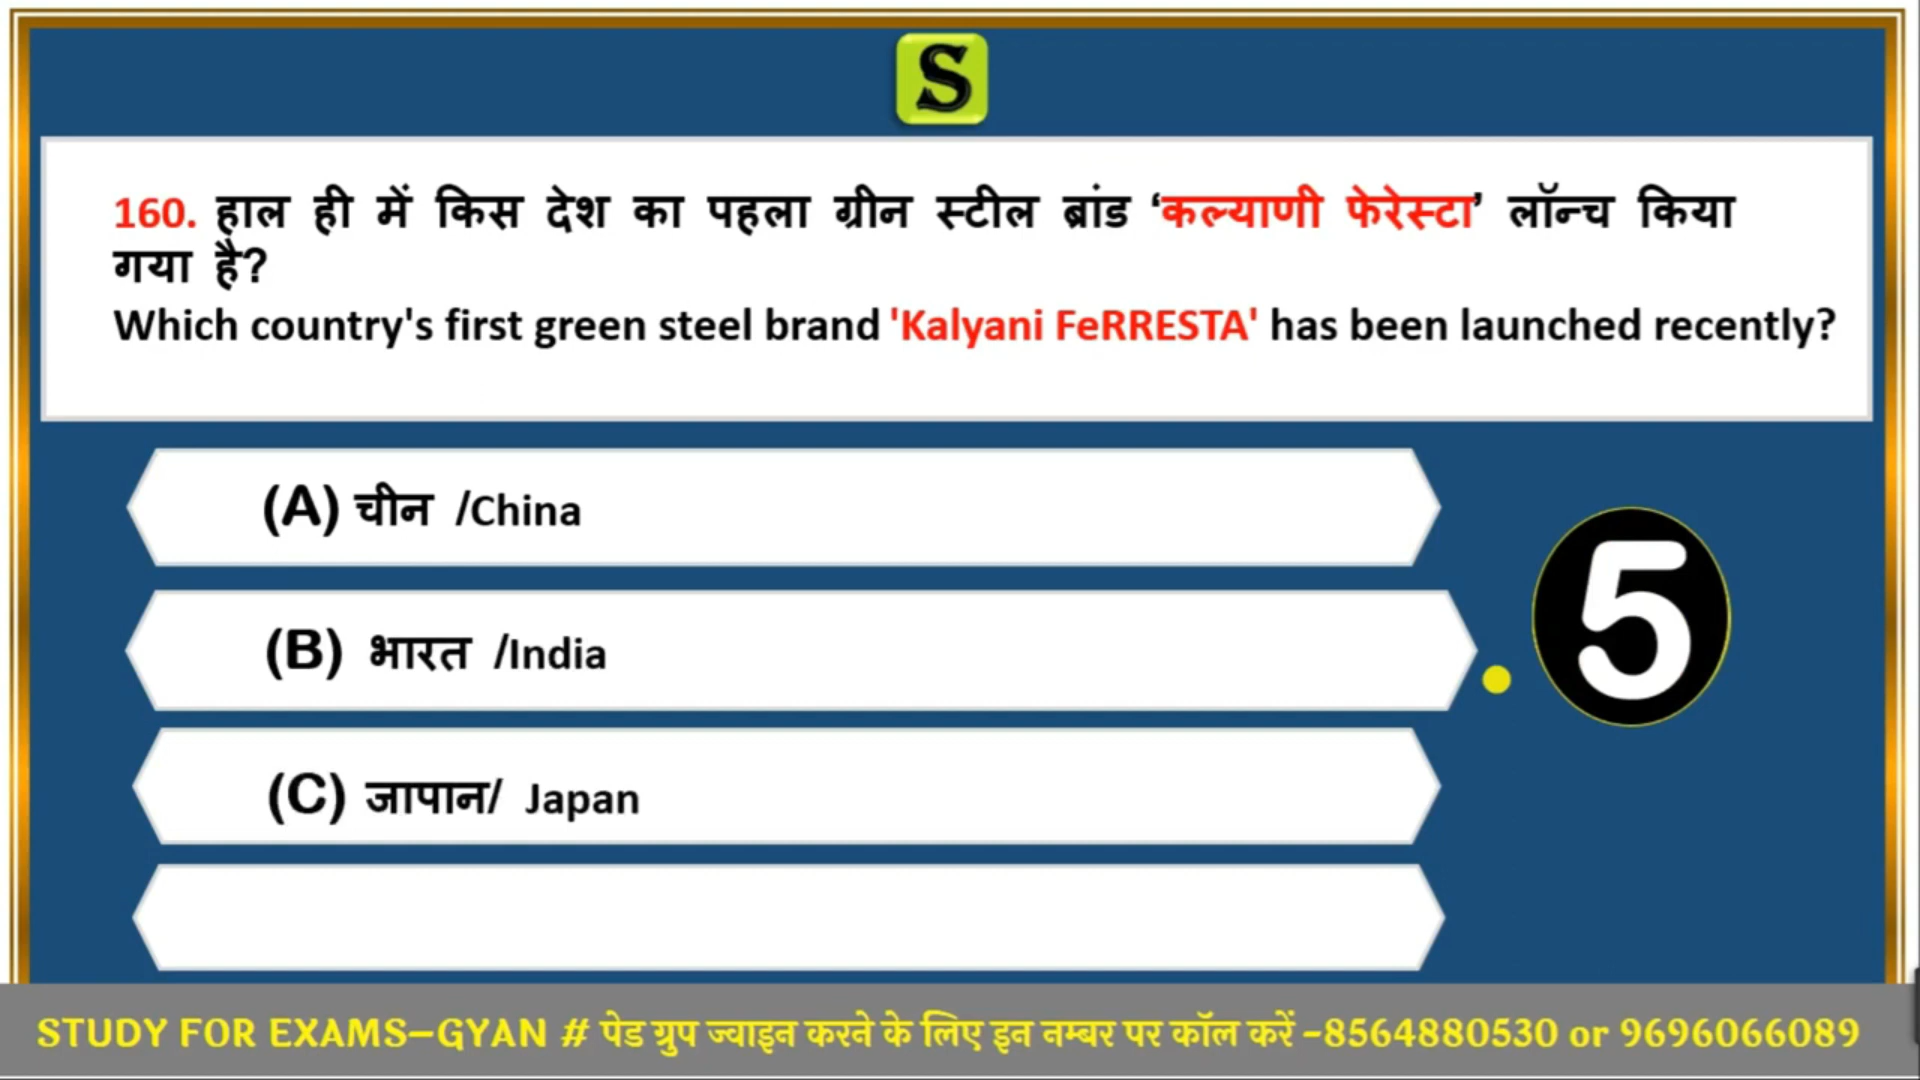 S
160. हाल ही में किस देश का पहला ग्रीन स्टील ब्रांड ‘कल्याणी फेरेस्टा’ लॉन्च किया
गया है?
Which country's first green steel brand 'Kalyani FeRRESTA' has been launched recently?
(A) चीन /China
(B) भारत /India
5
(C) जापान/ Japan
STUDY FOR EXAMS–GYAN # पेड ग्रुप ज्वाइन करने के लिए इन नम्बर पर कॉल करें –8564880530 or 9696066089